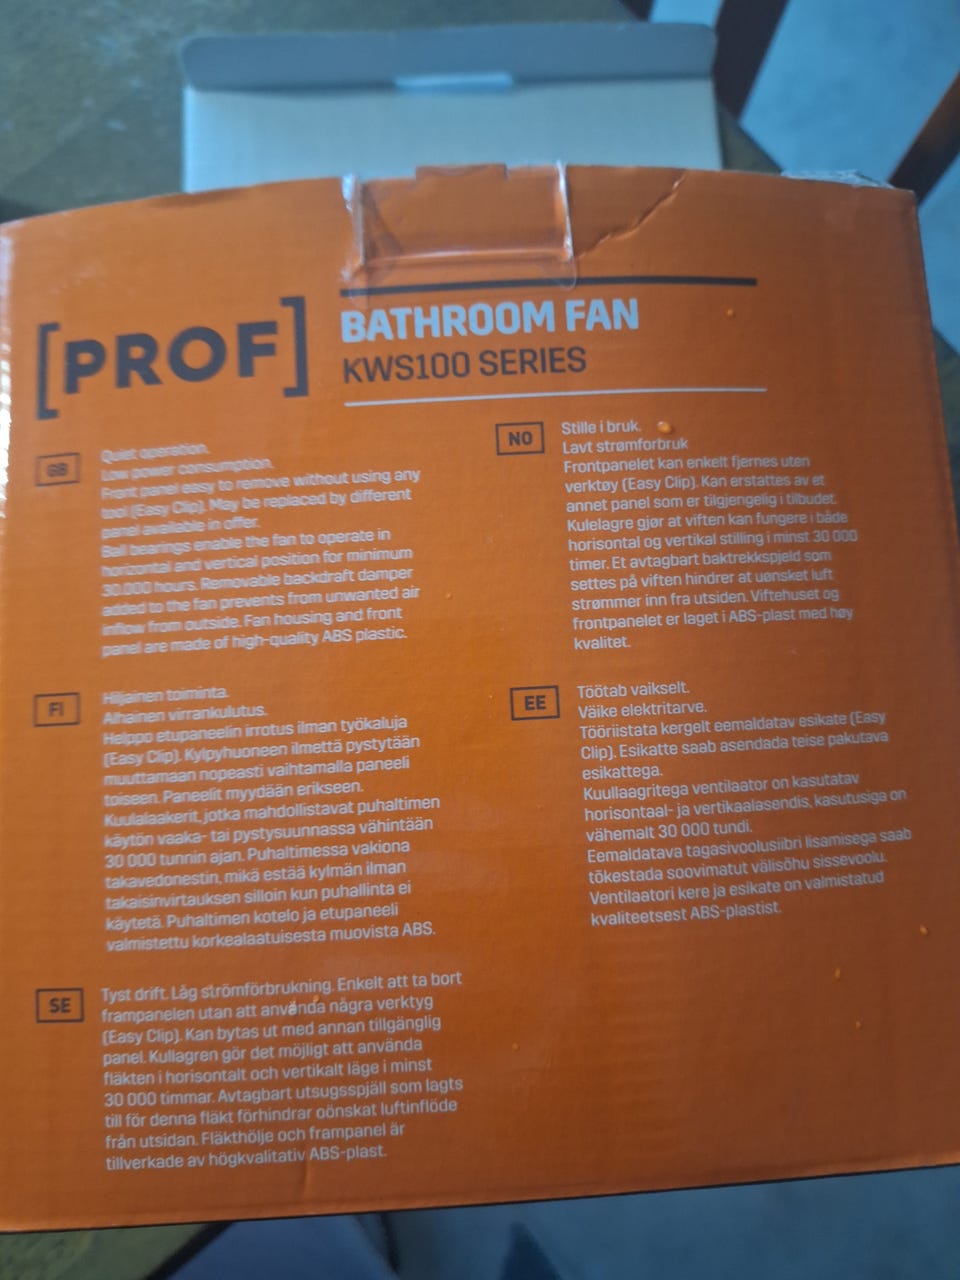 [PROF]
BATHROOM FAN
KWS100 SERIES
GB
Quiet operation.
Low power consumption.
Front panel easy to remove without using any
tool (Easy Clip). May be replaced by different
panel available in offer.
Ball bearings enable the fan to operate in
horizontal and vertical position for minimum
30.000 hours. Removable backdraft damper
added to the fan prevents from unwanted air
inflow from outside. Fan housing and front
panel are made of high-quality ABS plastic.
FI
Hiljainen toiminta.
Alhainen virrankulutus.
Helppo etupaneelin irrotus ilman työkaluja
(Easy Clip). Kylpyhuoneen ilmettä pystytään
muuttamaan nopeasti vaihtamalla paneeli
toiseen. Paneelit myydään erikseen.
Kuulalaakerit, jotka mahdollistavat puhaltimen
käytön vaaka- tai pystysuunnassa vähintään
30 000 tunnin ajan. Puhaltimessa vakiona
takavedonestin, mikä estää kylmän ilman
takaisinvirtauksen silloin kun puhallinta ei
käytetä. Puhaltimen kotelo ja etupaneeli
valmistettu korkealaatuisesta muovista ABS.
SE
Tyst drift. Låg strömförbrukning. Enkelt att ta bort
frampanelen utan att använda några verktyg
(Easy Clip). Kan bytas ut med annan tillgänglig
panel. Kullagren gör det möjligt att använda
fläkten i horisontalt och vertikalt läge i minst
30 000 timmar. Avtagbart utsugsspjäll som lagts
till för denna fläkt förhindrar oönskat luftinflöde
från utsidan. Fläkthölje och frampanel är
tillverkade av högkvalitativ ABS-plast.
NO
Stille i bruk.
Lavt strømforbruk
Frontpanelet kan enkelt fjernes uten
verktøy (Easy Clip). Kan erstattes av et
annet panel som er tilgjengelig i tilbudet.
Kulelagre gjør at viften kan fungere i både
horisontal og vertikal stilling i minst 30 000
timer. Et avtagbart baktrekkspjeld som
settes på viften hindrer at uønsket luft
strømmer inn fra utsiden. Viftehuset og
frontpanelet er laget i ABS-plast med høy
kvalitet.
EE
Töötab vaikselt.
Väike elektritarve.
Tööriistata kergelt eemaldatav esikate (Easy
Clip). Esikatte saab asendada teise pakutava
esikattega.
Kuullaagritega ventilaator on kasutatav
horisontaal- ja vertikaalasendis, kasutusiga on
vähemalt 30 000 tundi.
Eemaldatava tagasivoolusiibri lisamisega saab
tõkestada soovimatut välisõhu sissevoolu.
Ventilaatori kere ja esikate on valmistatud
kvaliteetsest ABS-plastist.